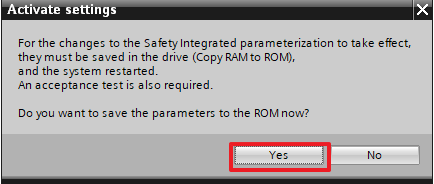 Activate settings
For the changes to the Safety Integrated parameterization to take effect,
they must be saved in the drive (Copy RAM to ROM),
and the system restarted.
An acceptance test is also required.
Do you want to save the parameters to the ROM now?
Yes
No